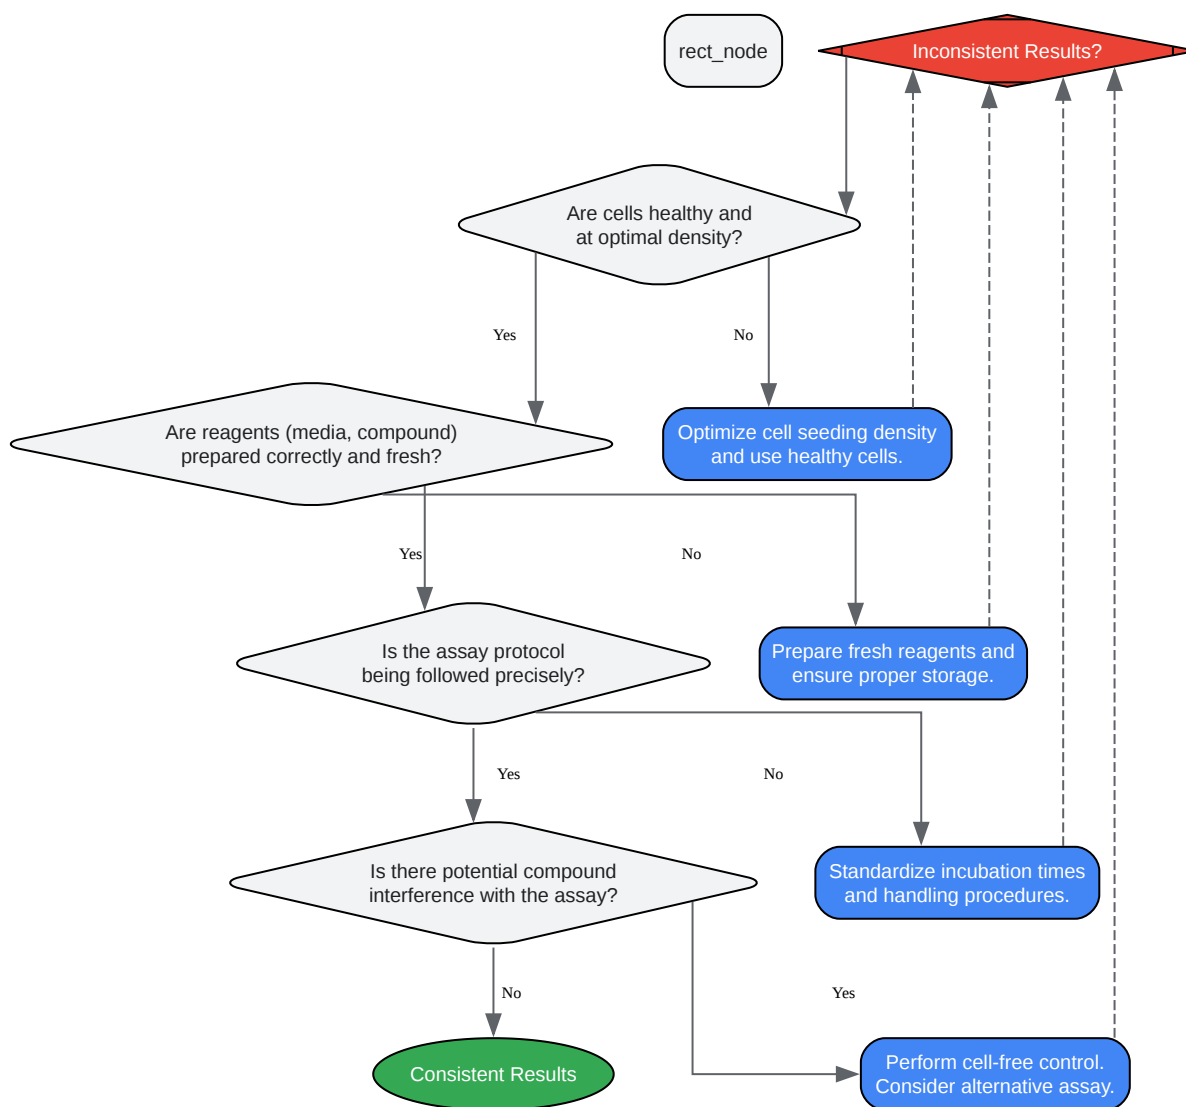 rect_node
Inconsistent Results?
Are cells healthy and
at optimal density?
Yes
No
Are reagents (media, compound)
prepared correctly and fresh?
Optimize cell seeding density
and use healthy cells.
Yes
No
Is the assay protocol
being followed precisely?
Prepare fresh reagents and
ensure proper storage.
Yes
No
Is there potential compound
interference with the assay?
Standardize incubation times
and handling procedures.
No
Yes
Consistent Results
Perform cell-free control.
Consider alternative assay.